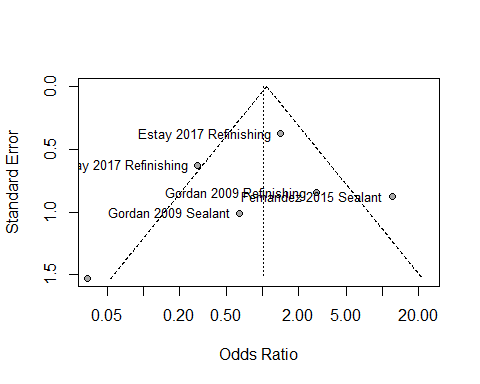 0.0
0.5
1.0
1.5
Standard Error
Estay 2017 Refinishing
ay 2017 Refinishing
Gordan 2009 Refinishing
Fernandez 2015 Sealant
Gordan 2009 Sealant
0.05 0.20 0.50 2.00 5.00 20.00
Odds Ratio